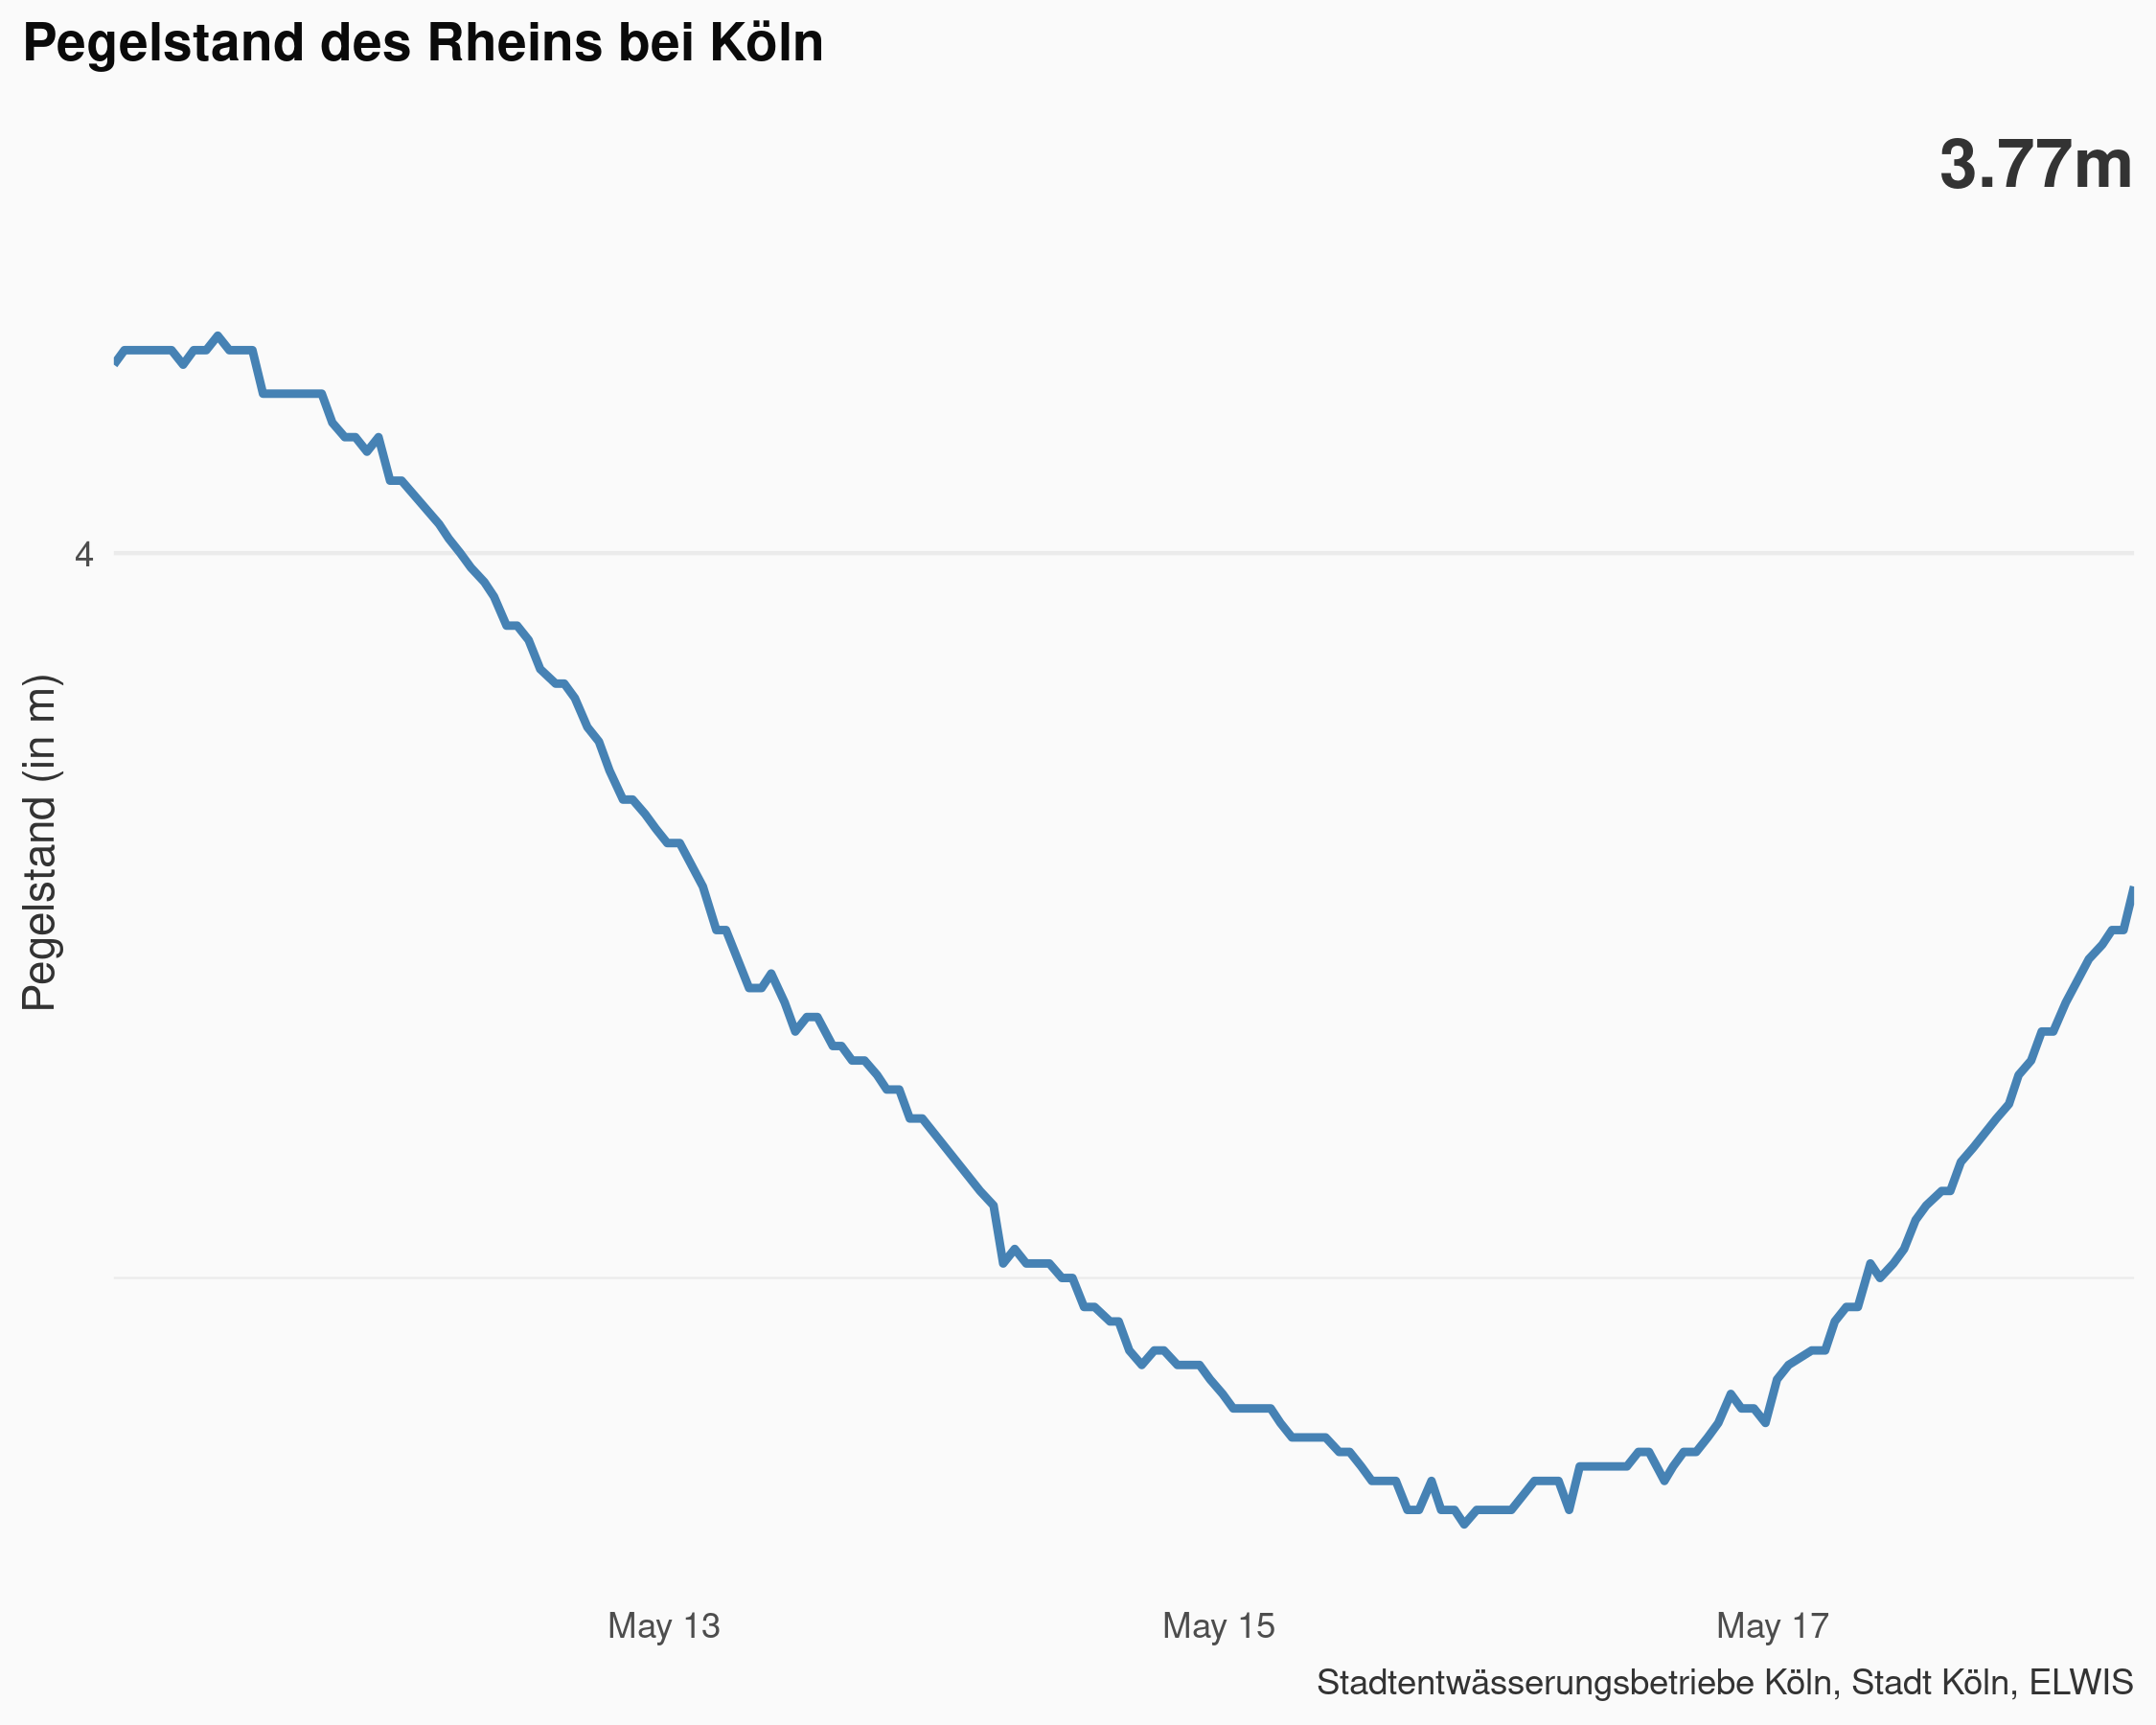 Pegelstand des Rheins bei Köln
3.77m
4
Pegelstand (in m)
May 13
May 15
May 17
Stadtentwässerungsbetriebe Köln, Stadt Köln, ELWIS